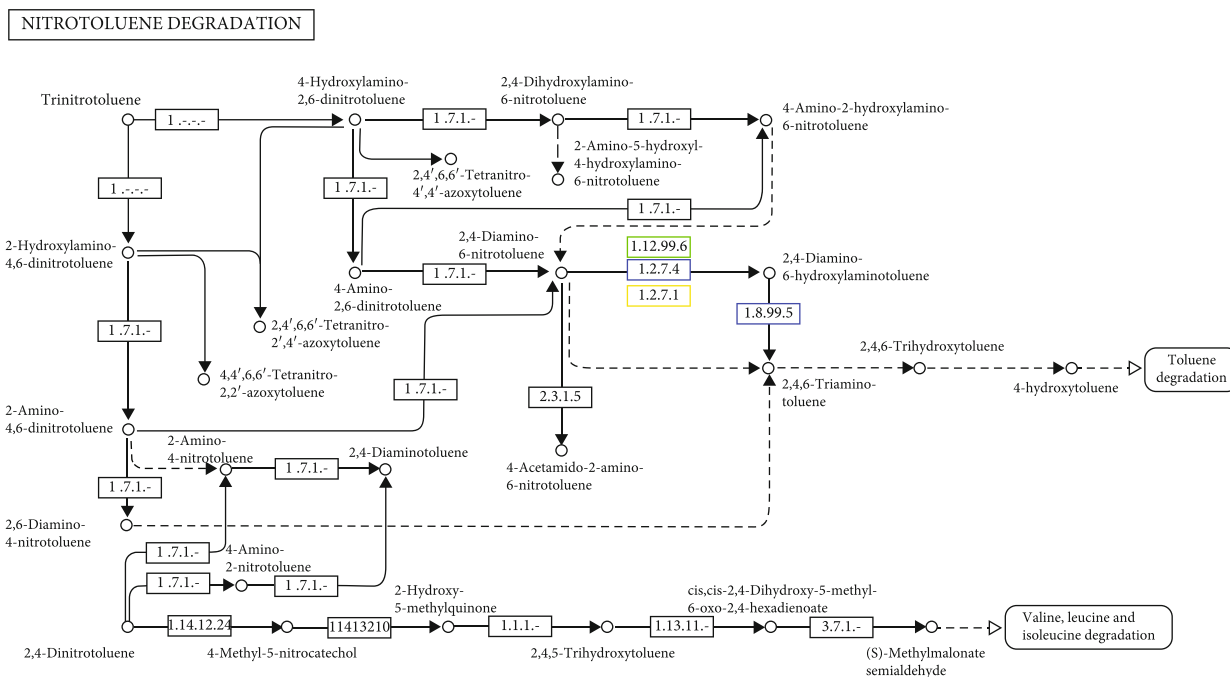 NITROTOLUENE DEGRADATION
Trinitrotoluene
1 .-.-.-
4-Hydroxylamino-
2,6-dinitrotoluene
1 .7.1.-
2,4-Dihydroxylamino-
6-nitrotoluene
1 .7.1.-
4-Amino-2-hydroxylamino-
6-nitrotoluene
2,4′,6,6′-Tetranitro-
4′,4′-azoxytoluene
2-Amino-5-hydroxyl-
4-hydroxylamino-
6-nitrotoluene
1 .-.-.-
1 .7.1.-
1 .7.1.-
2-Hydroxylamino-
4,6-dinitrotoluene
2,4-Diamino-
6-nitrotoluene
1.12.99.6
1.2.7.4
1.2.7.1
2,4-Diamino-
6-hydroxylaminotoluene
1 .7.1.-
4-Amino-
2,6-dinitrotoluene
1.8.99.5
1 .7.1.-
2,4′,6,6′-Tetranitro-
2′,4′-azoxytoluene
2,4,6-Trihydroxytoluene
Toluene
degradation
4,4′,6,6′-Tetranitro-
2,2′-azoxytoluene
1 .7.1.-
2.3.1.5
2,4,6-Triamino-
toluene
4-hydroxytoluene
2-Amino-
4,6-dinitrotoluene
2-Amino-
4-nitrotoluene
1 .7.1.-
2,4-Diaminotoluene
4-Acetamido-2-amino-
6-nitrotoluene
1 .7.1.-
2,6-Diamino-
4-nitrotoluene
1 .7.1.-
4-Amino-
2-nitrotoluene
1 .7.1.-
1 .7.1.-
2-Hydroxy-
5-methylquinone
cis,cis-2,4-Dihydroxy-5-methyl-
6-oxo-2,4-hexadienoate
1.14.12.24
11413210
1.1.1.-
1.13.11.-
3.7.1.-
Valine, leucine and
isoleucine degradation
2,4-Dinitrotoluene
4-Methyl-5-nitrocatechol
2,4,5-Trihydroxytoluene
(S)-Methylmalonate
semialdehyde